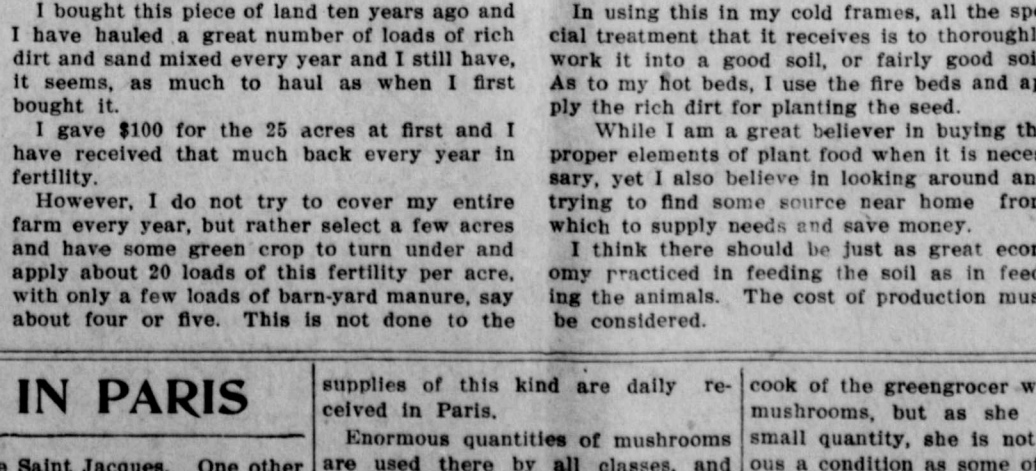 I bought this piece of land ten years ago and
I have hauled a great number of loads of rich
dirt and sand mixed every year and I still have,
it seems, as much to haul as when I first
bought it.
I gave $100 for the 25 acres at first and I
have received that much back every year in
fertility.
However, I do not try to cover my entire
farm every year, but rather select a few acres
and have some green crop to turn under and
apply about 20 loads of this fertility per acre,
with only a few loads of barn-yard manure, say
about four or five. This is not done to the
In using this in my cold frames, all the
cial treatment that it receives is to
work it into a good soil, or fairly good
As to my hot beds, I use the fire beds and
ply the rich dirt for planting the seed.
While I am a great believer in buying
proper elements of plant food when it is
sary, yet I also believe in looking around
trying to find some source near home
which to supply needs and save money.
I think there should be just as great
omy practiced in feeding the soil as in
ing the animals. The cost of production
be considered.
IN PARIS
Saint Jacques. One other
supplies of this kind are daily re-
ceived in Paris.
Enormous quantities of mushrooms
are used there by all classes, and
cook of the greengrocer
mushrooms, but as she
small quantity, she is not
ous a condition as some